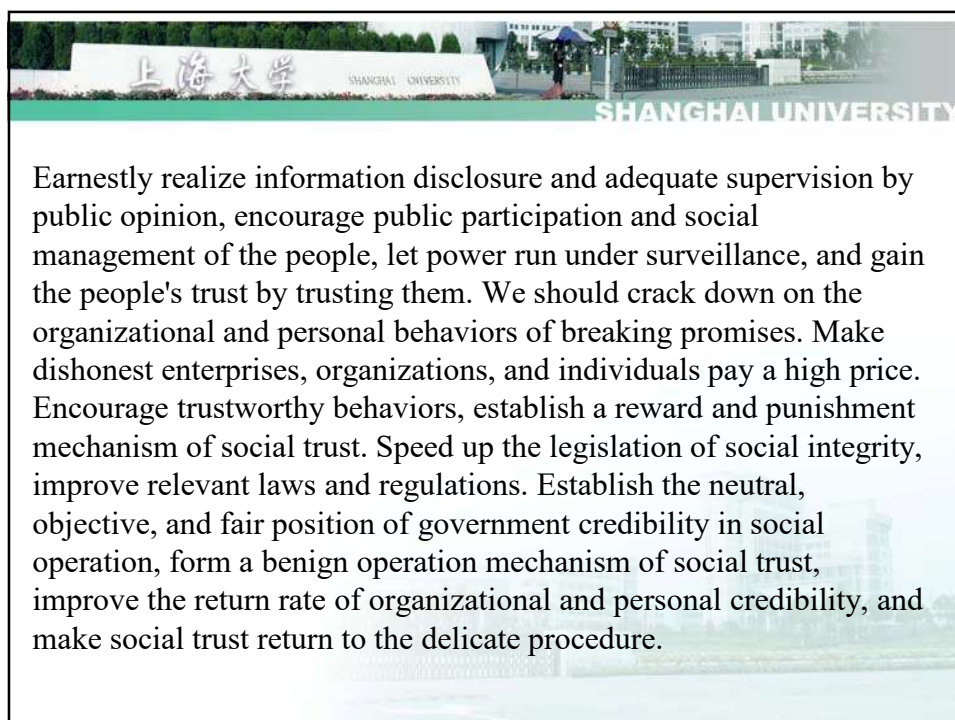 上海大学 SHANGHAI UNIVERSITY
SHANGHAI UNIVERSITY
Earnestly realize information disclosure and adequate supervision by
public opinion, encourage public participation and social
management of the people, let power run under surveillance, and gain
the people's trust by trusting them. We should crack down on the
organizational and personal behaviors of breaking promises. Make
dishonest enterprises, organizations, and individuals pay a high price.
Encourage trustworthy behaviors, establish a reward and punishment
mechanism of social trust. Speed up the legislation of social integrity,
improve relevant laws and regulations. Establish the neutral,
objective, and fair position of government credibility in social
operation, form a benign operation mechanism of social trust,
improve the return rate of organizational and personal credibility, and
make social trust return to the delicate procedure.